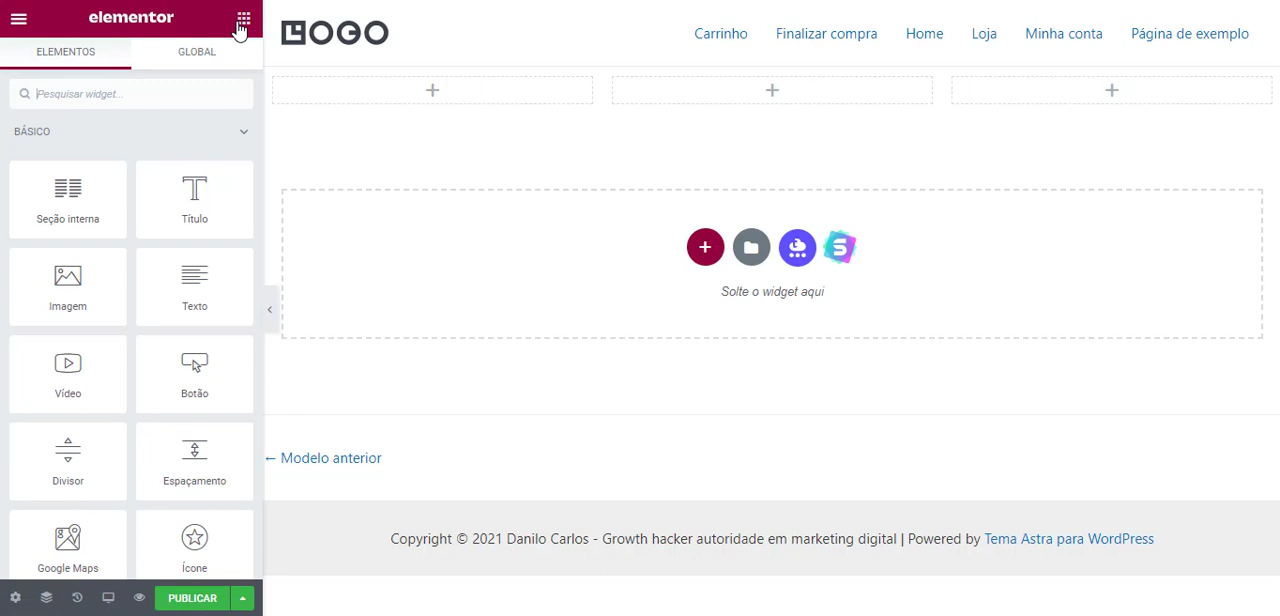 elementor
ELEMENTOS
GLOBAL
Pesquisar widget...
BÁSICO
Seção interna
Título
Imagem
Texto
Vídeo
Botão
Divisor
Espaçamento
Google Maps
Ícone
PUBLICAR
LOGO
Carrinho
Finalizar compra
Home
Loja
Minha conta
Página de exemplo
Solte o widget aqui
← Modelo anterior
Copyright © 2021 Danilo Carlos - Growth hacker autoridade em marketing digital | Powered by Tema Astra para WordPress